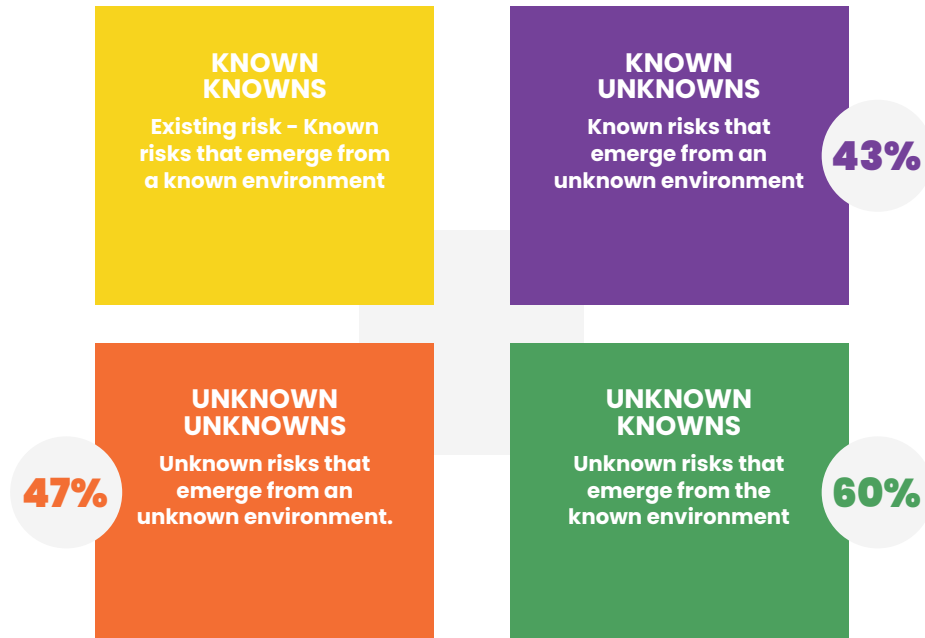 KNOWN
KNOWNS
Existing risk - Known
risks that emerge from
a known environment
KNOWN
UNKNOWNS
Known risks that
emerge from an
unknown environment
43%
UNKNOWN
UNKNOWNS
Unknown risks that
emerge from an
unknown environment.
47%
UNKNOWN
KNOWNS
Unknown risks that
emerge from the
known environment
60%